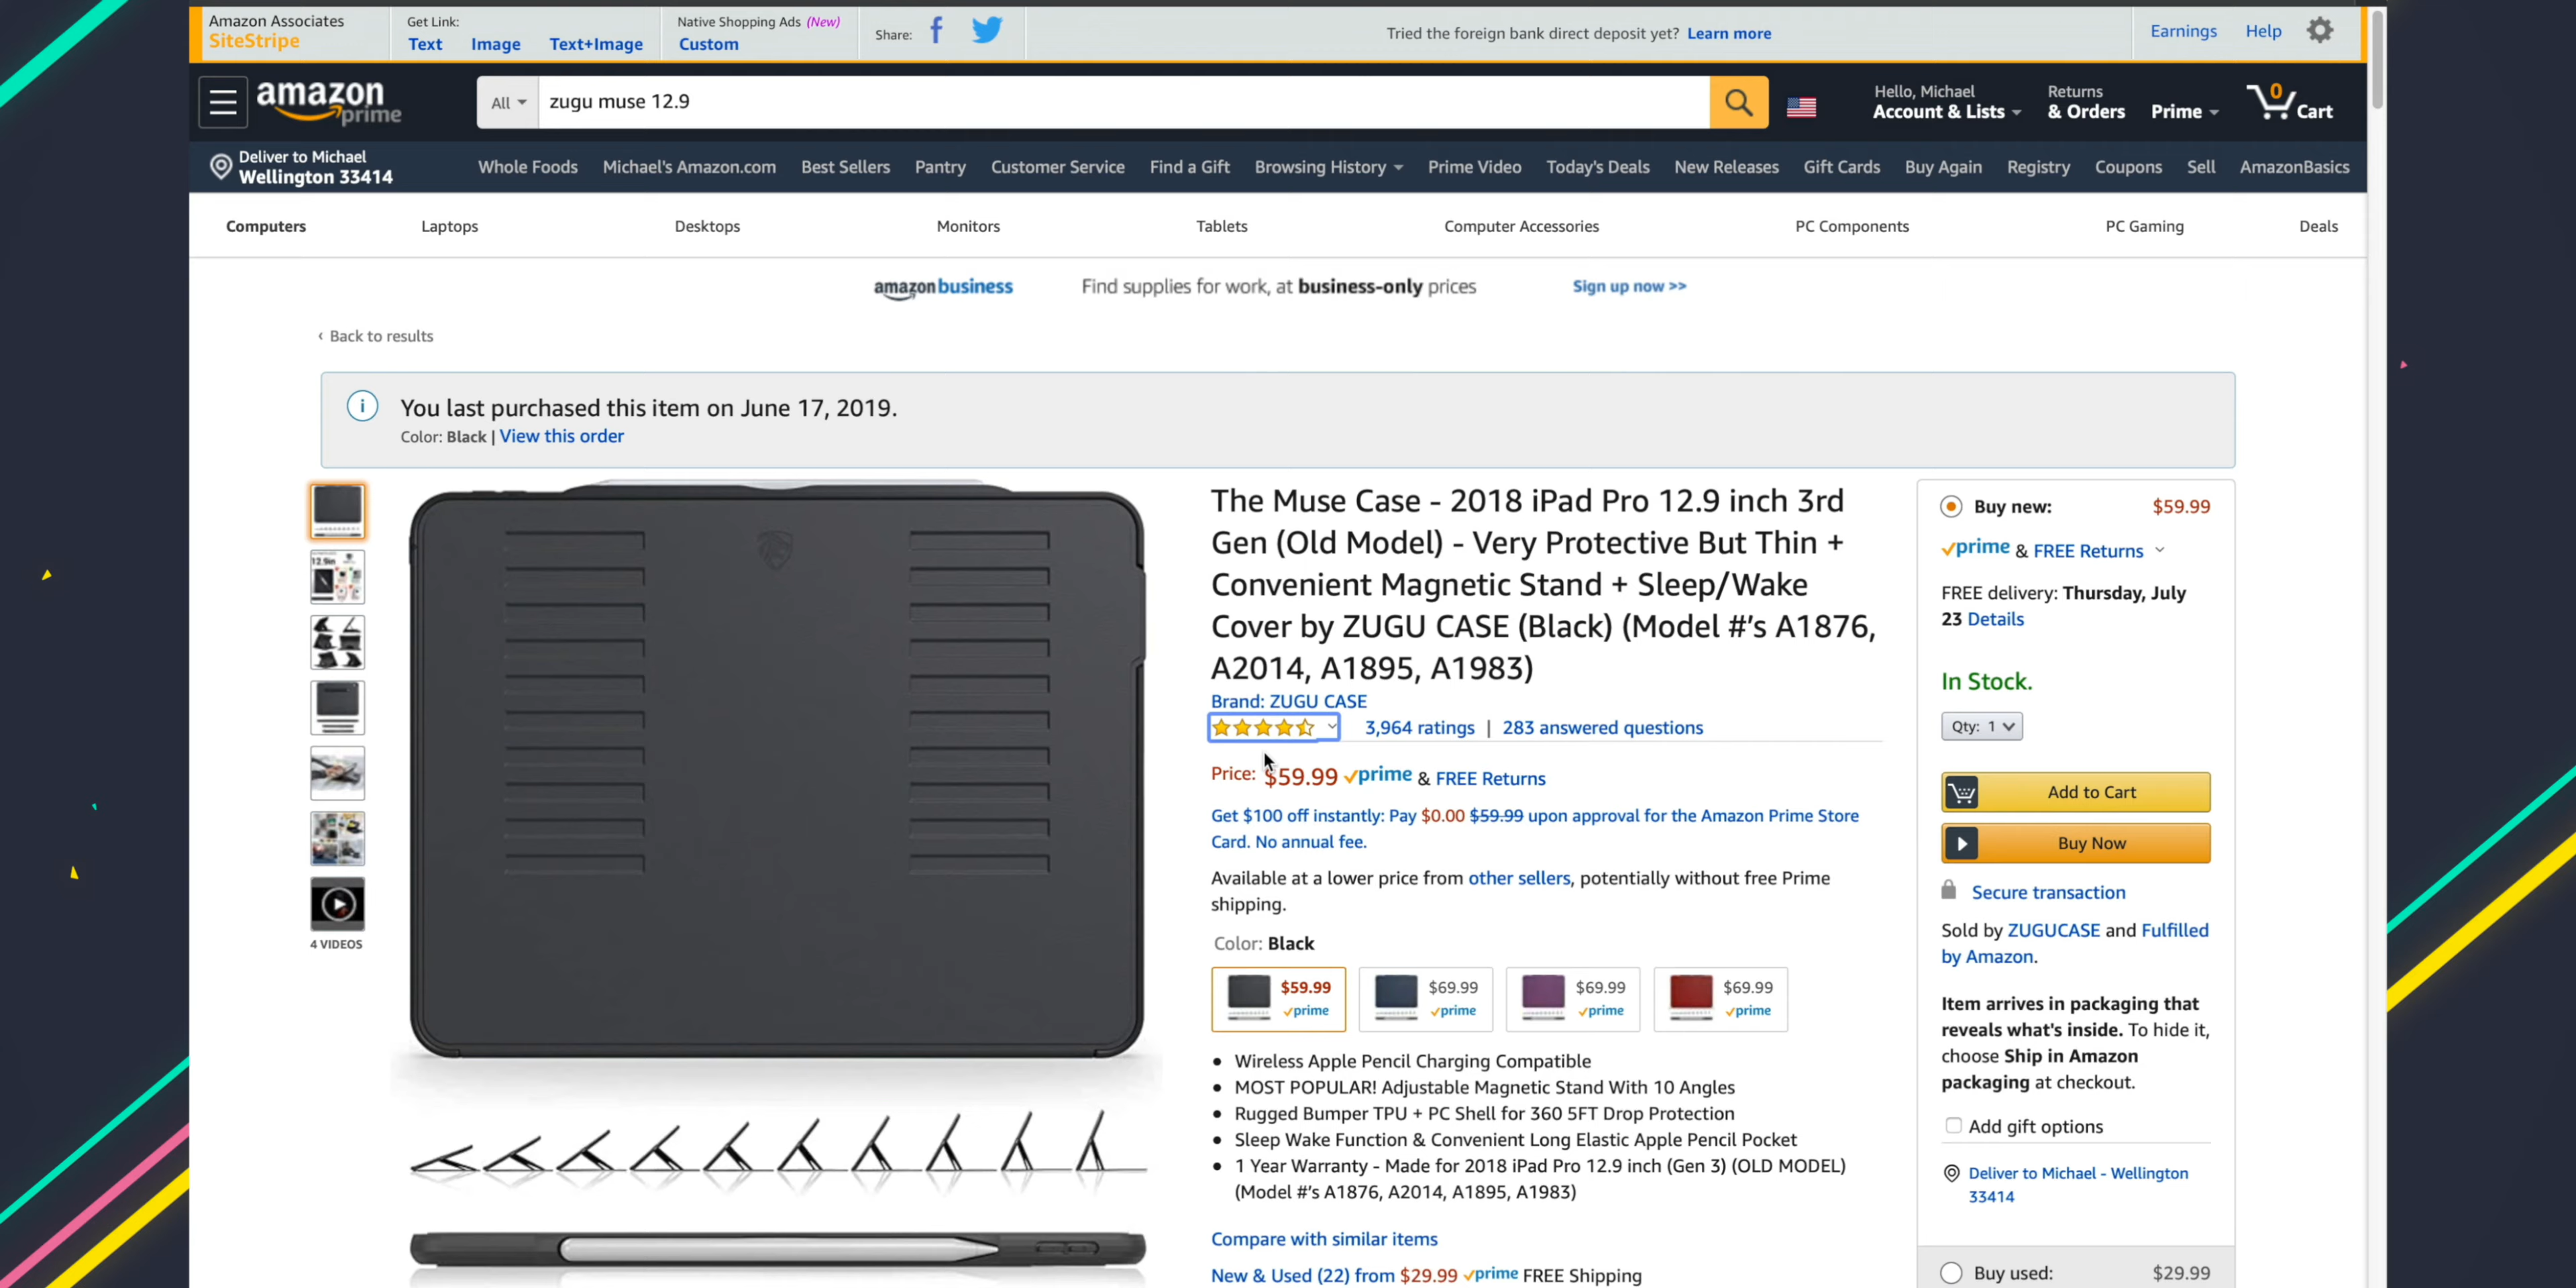 Amazon Associates
SiteStripe
Get Link:
Text Image Text+Image
Native Shopping Ads (New)
Custom
Share:
Tried the foreign bank direct deposit yet? Learn more
Earnings Help
amazon prime
All
zugu muse 12.9
Hello, Michael
Account & Lists
Returns
& Orders
Prime
0
Cart
Deliver to Michael
Wellington 33414
Whole Foods Michael's Amazon.com Best Sellers Pantry Customer Service Find a Gift Browsing History Prime Video Today's Deals New Releases Gift Cards Buy Again Registry Coupons Sell AmazonBasics
Computers Laptops Desktops Monitors Tablets Computer Accessories PC Components PC Gaming Deals
amazonbusiness Find supplies for work, at business-only prices Sign up now >>
‹ Back to results
You last purchased this item on June 17, 2019.
Color: Black | View this order
4 VIDEOS
The Muse Case - 2018 iPad Pro 12.9 inch 3rd
Gen (Old Model) - Very Protective But Thin +
Convenient Magnetic Stand + Sleep/Wake
Cover by ZUGU CASE (Black) (Model #'s A1876,
A2014, A1895, A1983)
Brand: ZUGU CASE
3,964 ratings | 283 answered questions
Price: $59.99 prime & FREE Returns
Get $100 off instantly: Pay $0.00 $59.99 upon approval for the Amazon Prime Store
Card. No annual fee.
Available at a lower price from other sellers, potentially without free Prime
shipping.
Color: Black
$59.99 prime
$69.99 prime
$69.99 prime
$69.99 prime
• Wireless Apple Pencil Charging Compatible
• MOST POPULAR! Adjustable Magnetic Stand With 10 Angles
• Rugged Bumper TPU + PC Shell for 360 5FT Drop Protection
• Sleep Wake Function & Convenient Long Elastic Apple Pencil Pocket
• 1 Year Warranty - Made for 2018 iPad Pro 12.9 inch (Gen 3) (OLD MODEL)
(Model #'s A1876, A2014, A1895, A1983)
Compare with similar items
New & Used (22) from $29.99 prime FREE Shipping
Buy new: $59.99
prime & FREE Returns
FREE delivery: Thursday, July
23 Details
In Stock.
Qty: 1
Add to Cart
Buy Now
Secure transaction
Sold by ZUGUCASE and Fulfilled
by Amazon.
Item arrives in packaging that
reveals what's inside. To hide it,
choose Ship in Amazon
packaging at checkout.
Add gift options
Deliver to Michael - Wellington
33414
Buy used: $29.99